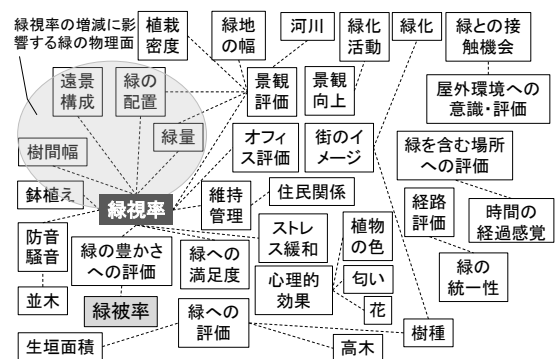 緑視率の増減に影
響する緑の物理面
植栽
密度
緑地
の幅
河川
緑化
活動
緑化
緑との接
触機会
遠景
構成
緑の
配置
景観
評価
景観
向上
屋外環境への
意識・評価
樹間幅
緑量
オフィ
ス評価
街のイ
メージ
緑を含む場所
への評価
鉢植え
緑視率
維持
管理
住民関係
経路
評価
時間の
経過感覚
防音
騒音
緑の豊かさ
への評価
緑への
満足度
ストレ
ス緩和
植物
の色
緑の
統一性
心理的
効果
匂い
花
並木
緑被率
緑への
評価
樹種
生垣面積
高木